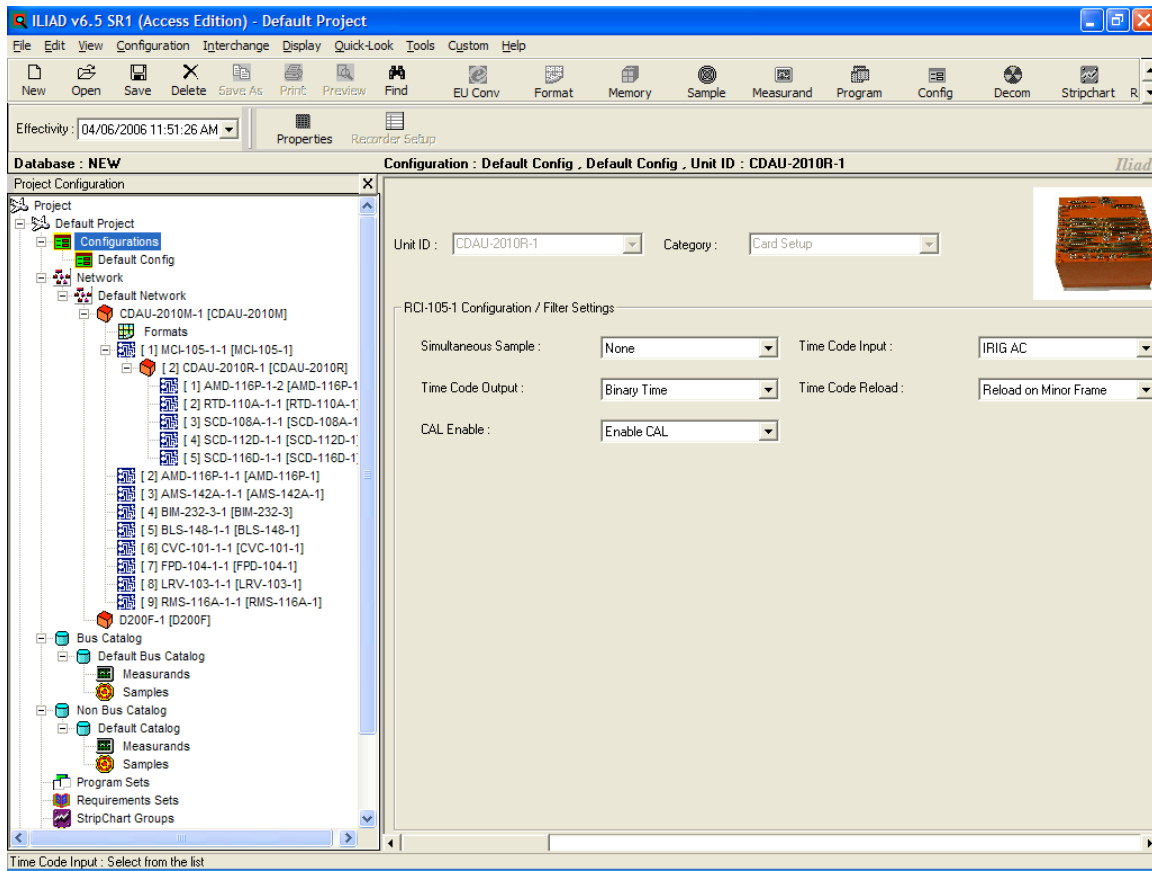 ILIAD v6.5 SR1 (Access Edition) - Default Project
File Edit View Configuration Interchange Display Quick-Look Tools Custom Help
New Open Save Delete Save As Print Preview Find EU Conv Format Memory Sample Measurand Program Config Decom Stripchart R
Effectivity : 04/06/2006 11:51:26 AM Properties Recorder Setup
Database : NEW Configuration : Default Config , Default Config , Unit ID : CDAU-2010R-1 Iliad
Project Configuration
Project
Default Project
Configurations
Default Config
Network
Default Network
CDAU-2010M-1 [CDAU-2010M]
Formats
[ 1] MCI-105-1-1 [MCI-105-1]
[ 2] CDAU-2010R-1 [CDAU-2010R]
[ 1] AMD-116P-1-2 [AMD-116P-1
[ 2] RTD-110A-1-1 [RTD-110A-1]
[ 3] SCD-108A-1-1 [SCD-108A-1
[ 4] SCD-112D-1-1 [SCD-112D-1]
[ 5] SCD-116D-1-1 [SCD-116D-1]
[ 2] AMD-116P-1-1 [AMD-116P-1]
[ 3] AMS-142A-1-1 [AMS-142A-1]
[ 4] BIM-232-3-1 [BIM-232-3]
[ 5] BLS-148-1-1 [BLS-148-1]
[ 6] CVC-101-1-1 [CVC-101-1]
[ 7] FPD-104-1-1 [FPD-104-1]
[ 8] LRV-103-1-1 [LRV-103-1]
[ 9] RMS-116A-1-1 [RMS-116A-1]
D200F-1 [D200F]
Bus Catalog
Default Bus Catalog
Measurands
Samples
Non Bus Catalog
Default Catalog
Measurands
Samples
Program Sets
Requirements Sets
StripChart Groups
Unit ID : CDAU-2010R-1 Category : Card Setup
RCI-105-1 Configuration / Filter Settings
Simultaneous Sample : None Time Code Input : IRIG AC
Time Code Output : Binary Time Time Code Reload : Reload on Minor Frame
CAL Enable : Enable CAL
Time Code Input : Select from the list